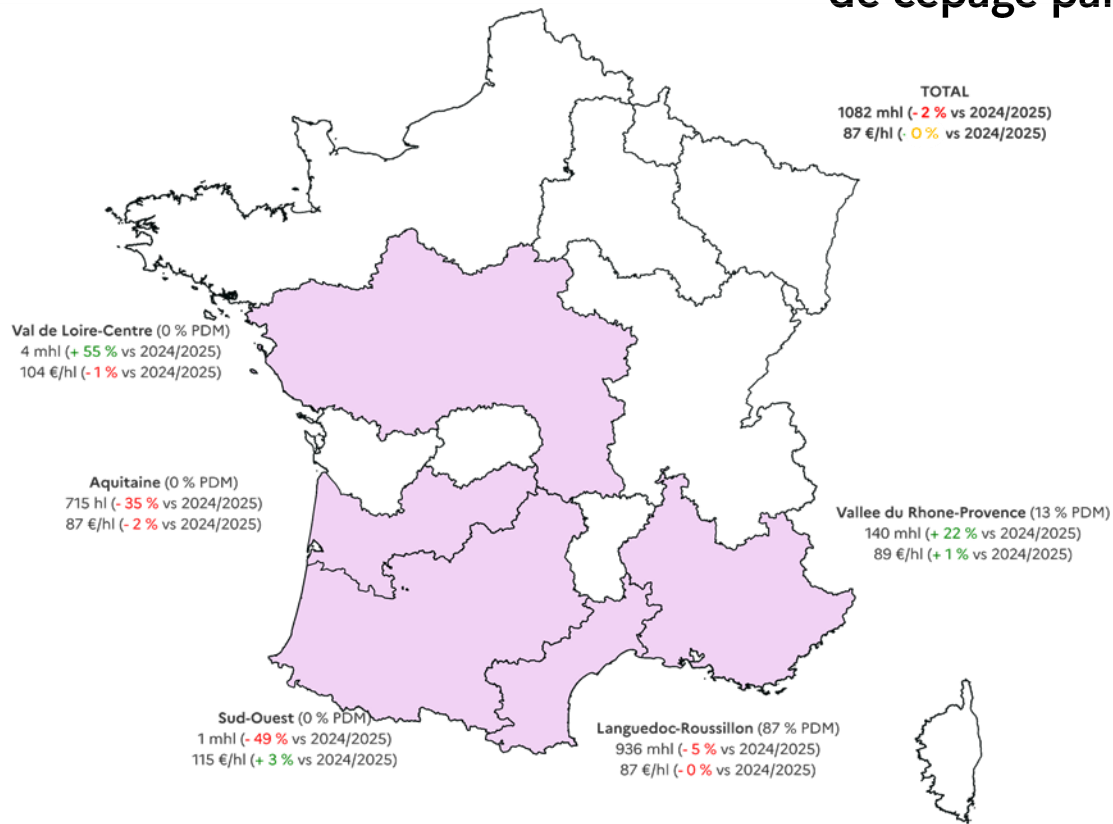 de cépage par
TOTAL
1082 mhl (- 2 % vs 2024/2025)
87 €/hl (- 0 % vs 2024/2025)
Val de Loire-Centre (0 % PDM)
4 mhl (+ 55 % vs 2024/2025)
104 €/hl (- 1 % vs 2024/2025)
Aquitaine (0 % PDM)
715 hl (- 35 % vs 2024/2025)
87 €/hl (- 2 % vs 2024/2025)
Vallee du Rhone-Provence (13 % PDM)
140 mhl (+ 22 % vs 2024/2025)
89 €/hl (+ 1 % vs 2024/2025)
Sud-Ouest (0 % PDM)
1 mhl (- 49 % vs 2024/2025)
115 €/hl (+ 3 % vs 2024/2025)
Languedoc-Roussillon (87 % PDM)
936 mhl (- 5 % vs 2024/2025)
87 €/hl (- 0 % vs 2024/2025)